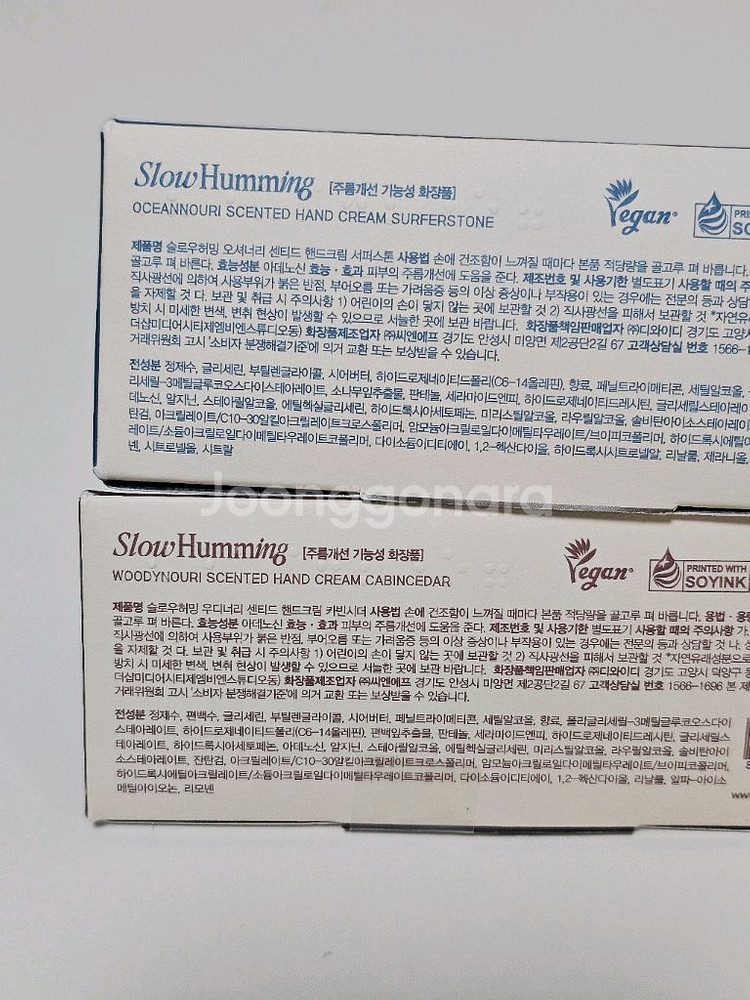 SlowHumming [주름개선 기능성 화장품]
OCEANNOURI SCENTED HAND CREAM SURFERSTONE
Vegan
제품명 슬로우허밍 오셔너리 센티드 핸드크림 서퍼스톤 사용법 손에 건조함이 느껴질 때마다 본품 적당량을 골고루 펴 바릅니다.
골고루 펴 바른다. 효능성분 아데노신 효능·효과 피부의 주름개선에 도움을 준다. 제조번호 및 사용기한 별도표기 사용할 때의
직사광선에 의하여 사용부위가 붉은 반점, 부어오름 또는 가려움증 등의 이상 증상이나 부작용이 있는 경우에는 전문의 등과
을 자제할 것 다. 보관 및 취급 시 주의사항 1) 어린이의 손이 닿지 않는 곳에 보관할 것 2) 직사광선을 피해서 보관할 것
방치 시 미세한 변색, 변취 현상이 발생할 수 있으므로 서늘한 곳에 보관 바랍니다. 화장품책임판매업자 ㈜디와이디 경기도
더샵미디어시티제엠비엔스튜디오동) 화장품제조업자 ㈜씨엔에프 경기도 안성시 미양면 제2공단2길 67 고객상담실 번호 1566-
거래위원회 고시 '소비자 분쟁해결기준'에 의거 교환 또는 보상받을 수 있습니다.
전성분 정제수, 글리세린, 부틸렌글라이콜, 시어버터, 하이드로제네이티드폴리(C6-14올레핀), 향료, 페닐트라이메티콘, 세틸알코올,
리세릴-3메틸글루코오스다이스테아레이트, 소나무잎추출물, 판테놀, 세라마이드엔피, 하이드로제네이티드레시틴, 글리세릴스테아레이
데노신, 알지닌, 스테아릴알코올, 에틸헥실글리세린, 하이드록시아세토페논, 미리스틸알코올, 라우릴알코올, 솔비탄아이소스테아레이
탄검, 아크릴레이트/C10-30알킬아크릴레이트크로스폴리머, 암모늄아크릴로일다이메틸타우레이트/브이피코폴리머, 하이드록시에틸
레이트/소듐아크릴로일다이메틸타우레이트코폴리머, 다이소듐이디티에이, 1,2-헥산다이올, 하이드록시시트로넬알, 리날룰, 제라니올,
넨, 시트로넬올, 시트랄
Joonggonara
SlowHumming [주름개선 기능성 화장품]
WOODYNOURI SCENTED HAND CREAM CABINCEDAR
Vegan
PRINTED WITH
SOYINK
제품명 슬로우허밍 우디너리 센티드 핸드크림 카빈시더 사용법 손에 건조함이 느껴질 때마다 본품 적당량을 골고루 펴 바릅니다. 용법·
골고루 펴 바른다. 효능성분 아데노신 효능·효과 피부의 주름개선에 도움을 준다. 제조번호 및 사용기한 별도표기 사용할 때의 주의사항 가.
직사광선에 의하여 사용부위가 붉은 반점, 부어오름 또는 가려움증 등의 이상 증상이나 부작용이 있는 경우에는 전문의 등과 상담할 것 나.
을 자제할 것 다. 보관 및 취급 시 주의사항 1) 어린이의 손이 닿지 않는 곳에 보관할 것 2) 직사광선을 피해서 보관할 것 *자연유래성분으로
방치 시 미세한 변색, 변취 현상이 발생할 수 있으므로 서늘한 곳에 보관 바랍니다. 화장품책임판매업자 ㈜디와이디 경기도 고양시 덕양구
더샵미디어시티제엠비엔스튜디오동) 화장품제조업자 ㈜씨엔에프 경기도 안성시 미양면 제2공단2길 67 고객상담실 번호 1566-1696 본
거래위원회 고시 '소비자 분쟁해결기준'에 의거 교환 또는 보상받을 수 있습니다.
전성분 정제수, 편백수, 글리세린, 부틸렌글라이콜, 시어버터, 페닐트라이메티콘, 세틸알코올, 향료, 폴리글리세릴-3메틸글루코오스다이
스테아레이트, 하이드로제네이티드폴리(C6-14올레핀), 편백잎추출물, 판테놀, 세라마이드엔피, 하이드로제네이티드레시틴, 글리세릴스
테아레이트, 하이드록시아세토페논, 아데노신, 알지닌, 스테아릴알코올, 에틸헥실글리세린, 미리스틸알코올, 라우릴알코올, 솔비탄아이
소스테아레이트, 잔탄검, 아크릴레이트/C10-30알킬아크릴레이트크로스폴리머, 암모늄아크릴로일다이메틸타우레이트/브이피코폴리머,
하이드록시에틸아크릴레이트/소듐아크릴로일다이메틸타우레이트코폴리머, 다이소듐이디티에이, 1,2-헥산다이올, 리날룰, 알파-아이소
메틸아이오논, 리모넨